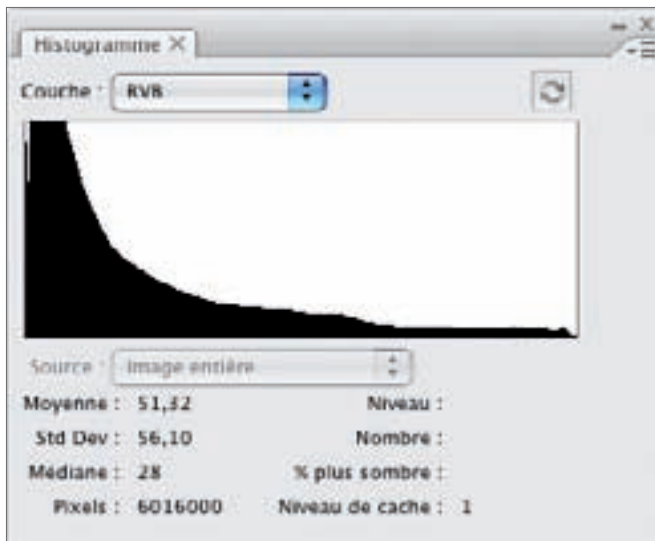 Histogramme
Couche : RVB
Source : Image entière
Moyenne : 51,32 Niveau :
Std Dev : 56,10 Nombre :
Médiane : 28 % plus sombre :
Pixels : 6016000 Niveau de cache : 1